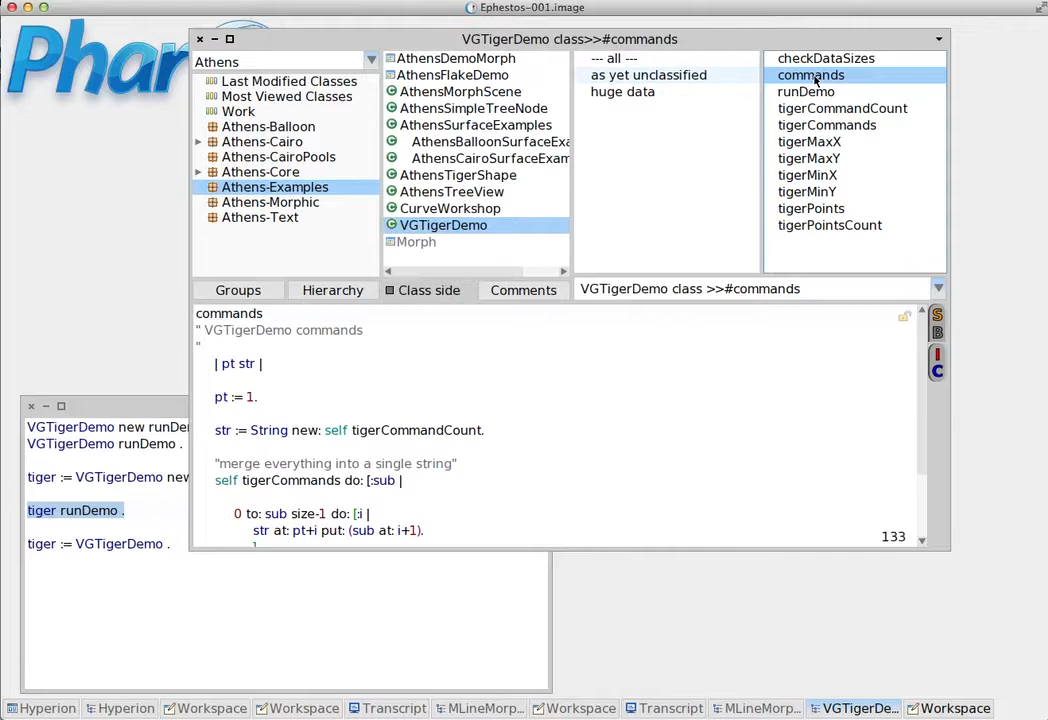 Ephestos-001.image
Phar
VGTigerDemo class>>#commands
Athens
Last Modified Classes
Most Viewed Classes
Work
Athens-Balloon
Athens-Cairo
Athens-CairoPools
Athens-Core
Athens-Examples
Athens-Morphic
Athens-Text
AthensDemoMorph
AthensFlakeDemo
AthensMorphScene
AthensSimpleTreeNode
AthensSurfaceExamples
AthensBalloonSurfaceExa
AthensCairoSurfaceExam
AthensTigerShape
AthensTreeView
CurveWorkshop
VGTigerDemo
Morph
--- all ---
as yet unclassified
huge data
checkDataSizes
commands
runDemo
tigerCommandCount
tigerCommands
tigerMaxX
tigerMaxY
tigerMinX
tigerMinY
tigerPoints
tigerPointsCount
Groups
Hierarchy
Class side
Comments
VGTigerDemo class >>#commands
commands
" VGTigerDemo commands
"
| pt str |
pt := 1.
str := String new: self tigerCommandCount.
"merge everything into a single string"
self tigerCommands do: [:sub |
0 to: sub size-1 do: [:i |
str at: pt+i put: (sub at: i+1).
].
133
S
B
I
C
VGTigerDemo new runDe
VGTigerDemo runDemo .
tiger := VGTigerDemo new
tiger runDemo .
tiger := VGTigerDemo .
Hyperion
Hyperion
Workspace
Workspace
Transcript
MLineMorp...
Workspace
Transcript
MLineMorp...
VGTigerDe...
Workspace